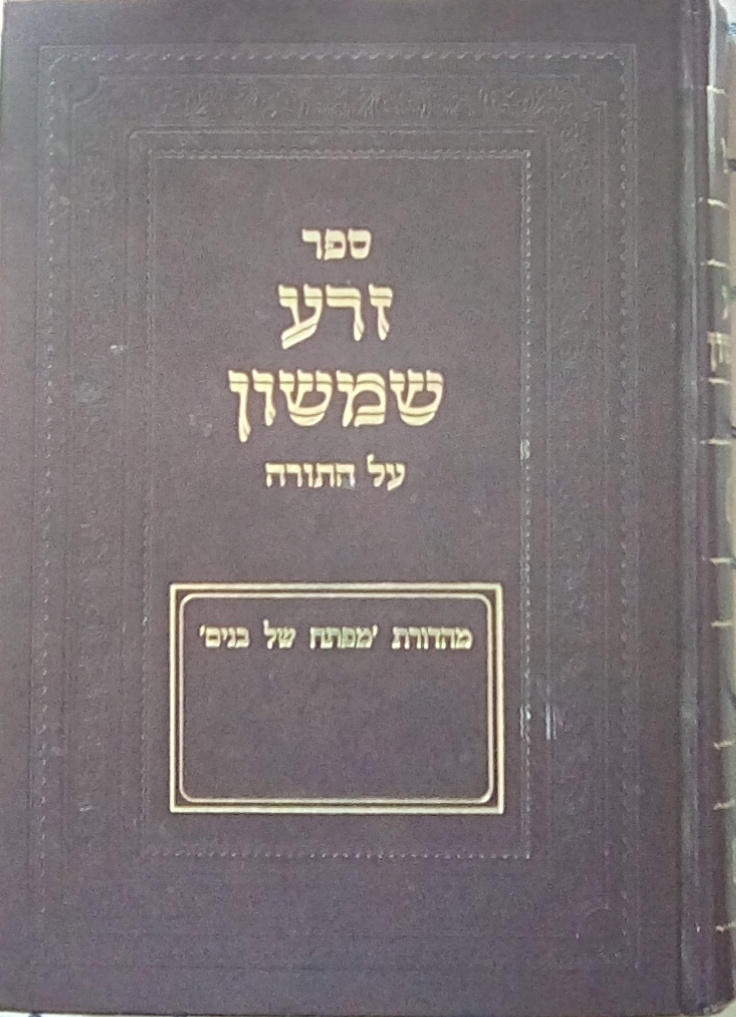 ספר
זרע
שמשון
על התורה
מהדורת 'מפתח של בנים'